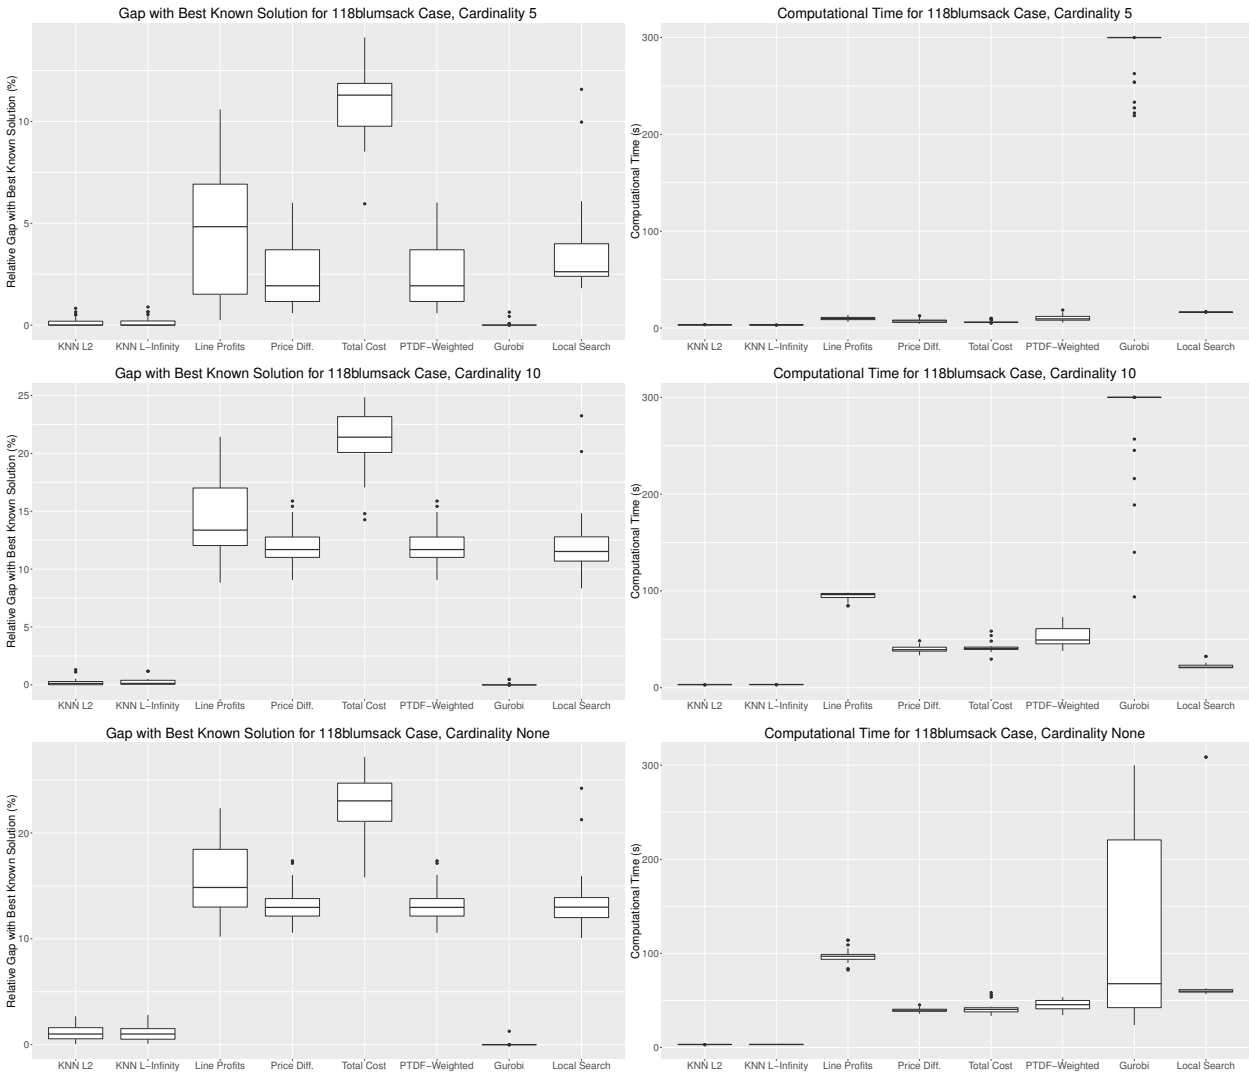 Gap with Best Known Solution for 118blumsack Case, Cardinality 5
Relative Gap with Best Known Solution (%)
10
5
0
KNN L2 KNN L−Infinity Line Profits Price Diff. Total Cost PTDF−Weighted Gurobi Local Search
Computational Time for 118blumsack Case, Cardinality 5
Computational Time (s)
300
200
100
0
KNN L2 KNN L−Infinity Line Profits Price Diff. Total Cost PTDF−Weighted Gurobi Local Search
Gap with Best Known Solution for 118blumsack Case, Cardinality 10
Relative Gap with Best Known Solution (%)
25
20
15
10
5
0
KNN L2 KNN L−Infinity Line Profits Price Diff. Total Cost PTDF−Weighted Gurobi Local Search
Computational Time for 118blumsack Case, Cardinality 10
Computational Time (s)
300
200
100
0
KNN L2 KNN L−Infinity Line Profits Price Diff. Total Cost PTDF−Weighted Gurobi Local Search
Gap with Best Known Solution for 118blumsack Case, Cardinality None
Relative Gap with Best Known Solution (%)
20
10
0
KNN L2 KNN L−Infinity Line Profits Price Diff. Total Cost PTDF−Weighted Gurobi Local Search
Computational Time for 118blumsack Case, Cardinality None
Computational Time (s)
300
200
100
0
KNN L2 KNN L−Infinity Line Profits Price Diff. Total Cost PTDF−Weighted Gurobi Local Search